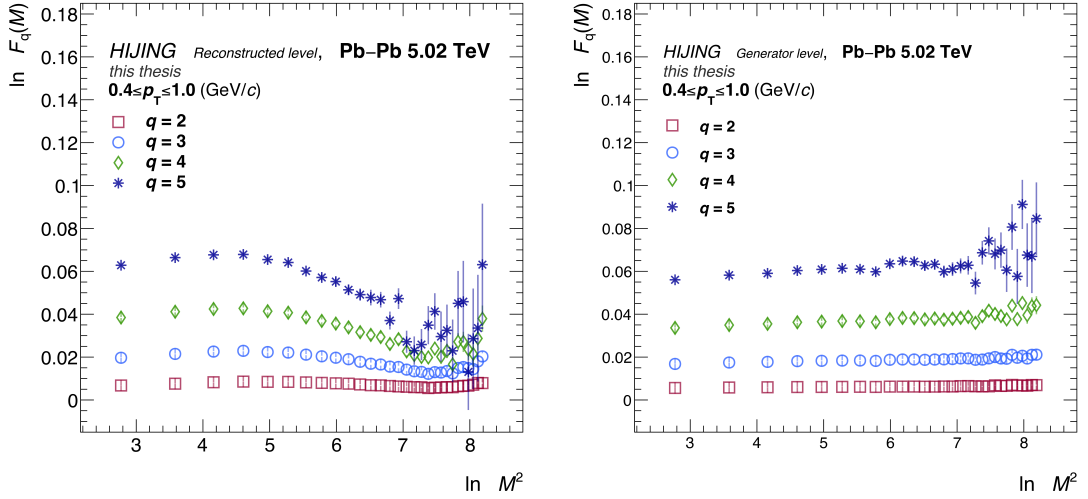 ln F_q(M)
0.18
0.16
0.14
0.12
0.1
0.08
0.06
0.04
0.02
0
HIJING Reconstructed level, Pb–Pb 5.02 TeV
this thesis
0.4≤p_T≤1.0 (GeV/c)
q = 2
q = 3
q = 4
q = 5
3 4 5 6 7 8
ln M²
ln F_q(M)
0.18
0.16
0.14
0.12
0.1
0.08
0.06
0.04
0.02
0
HIJING Generator level, Pb–Pb 5.02 TeV
this thesis
0.4≤p_T≤1.0 (GeV/c)
q = 2
q = 3
q = 4
q = 5
3 4 5 6 7 8
ln M²